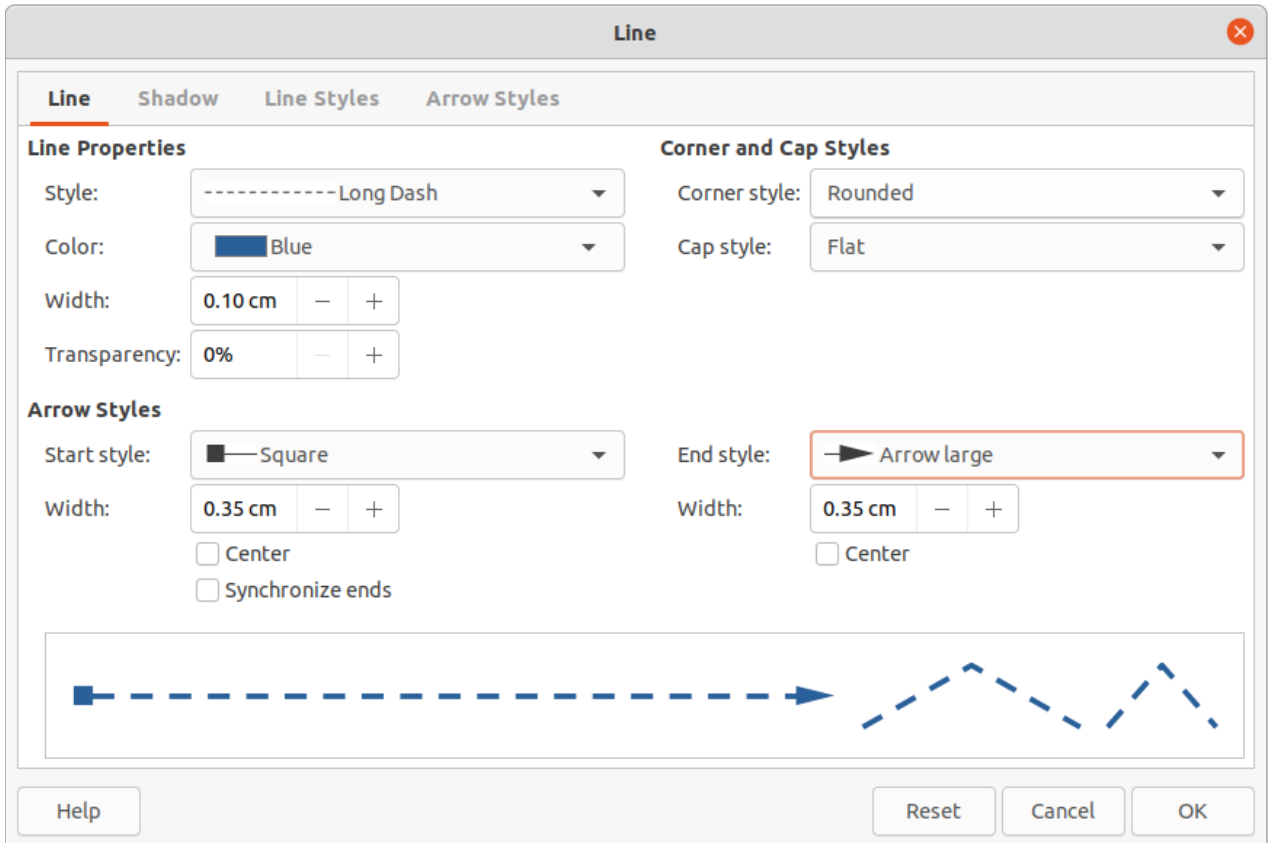 Line
Line Shadow Line Styles Arrow Styles
Line Properties
Style: Long Dash
Color: Blue
Width: 0.10 cm − +
Transparency: 0% − +
Corner and Cap Styles
Corner style: Rounded
Cap style: Flat
Arrow Styles
Start style: Square
Width: 0.35 cm − +
Center
Synchronize ends
End style: Arrow large
Width: 0.35 cm − +
Center
Help Reset Cancel OK